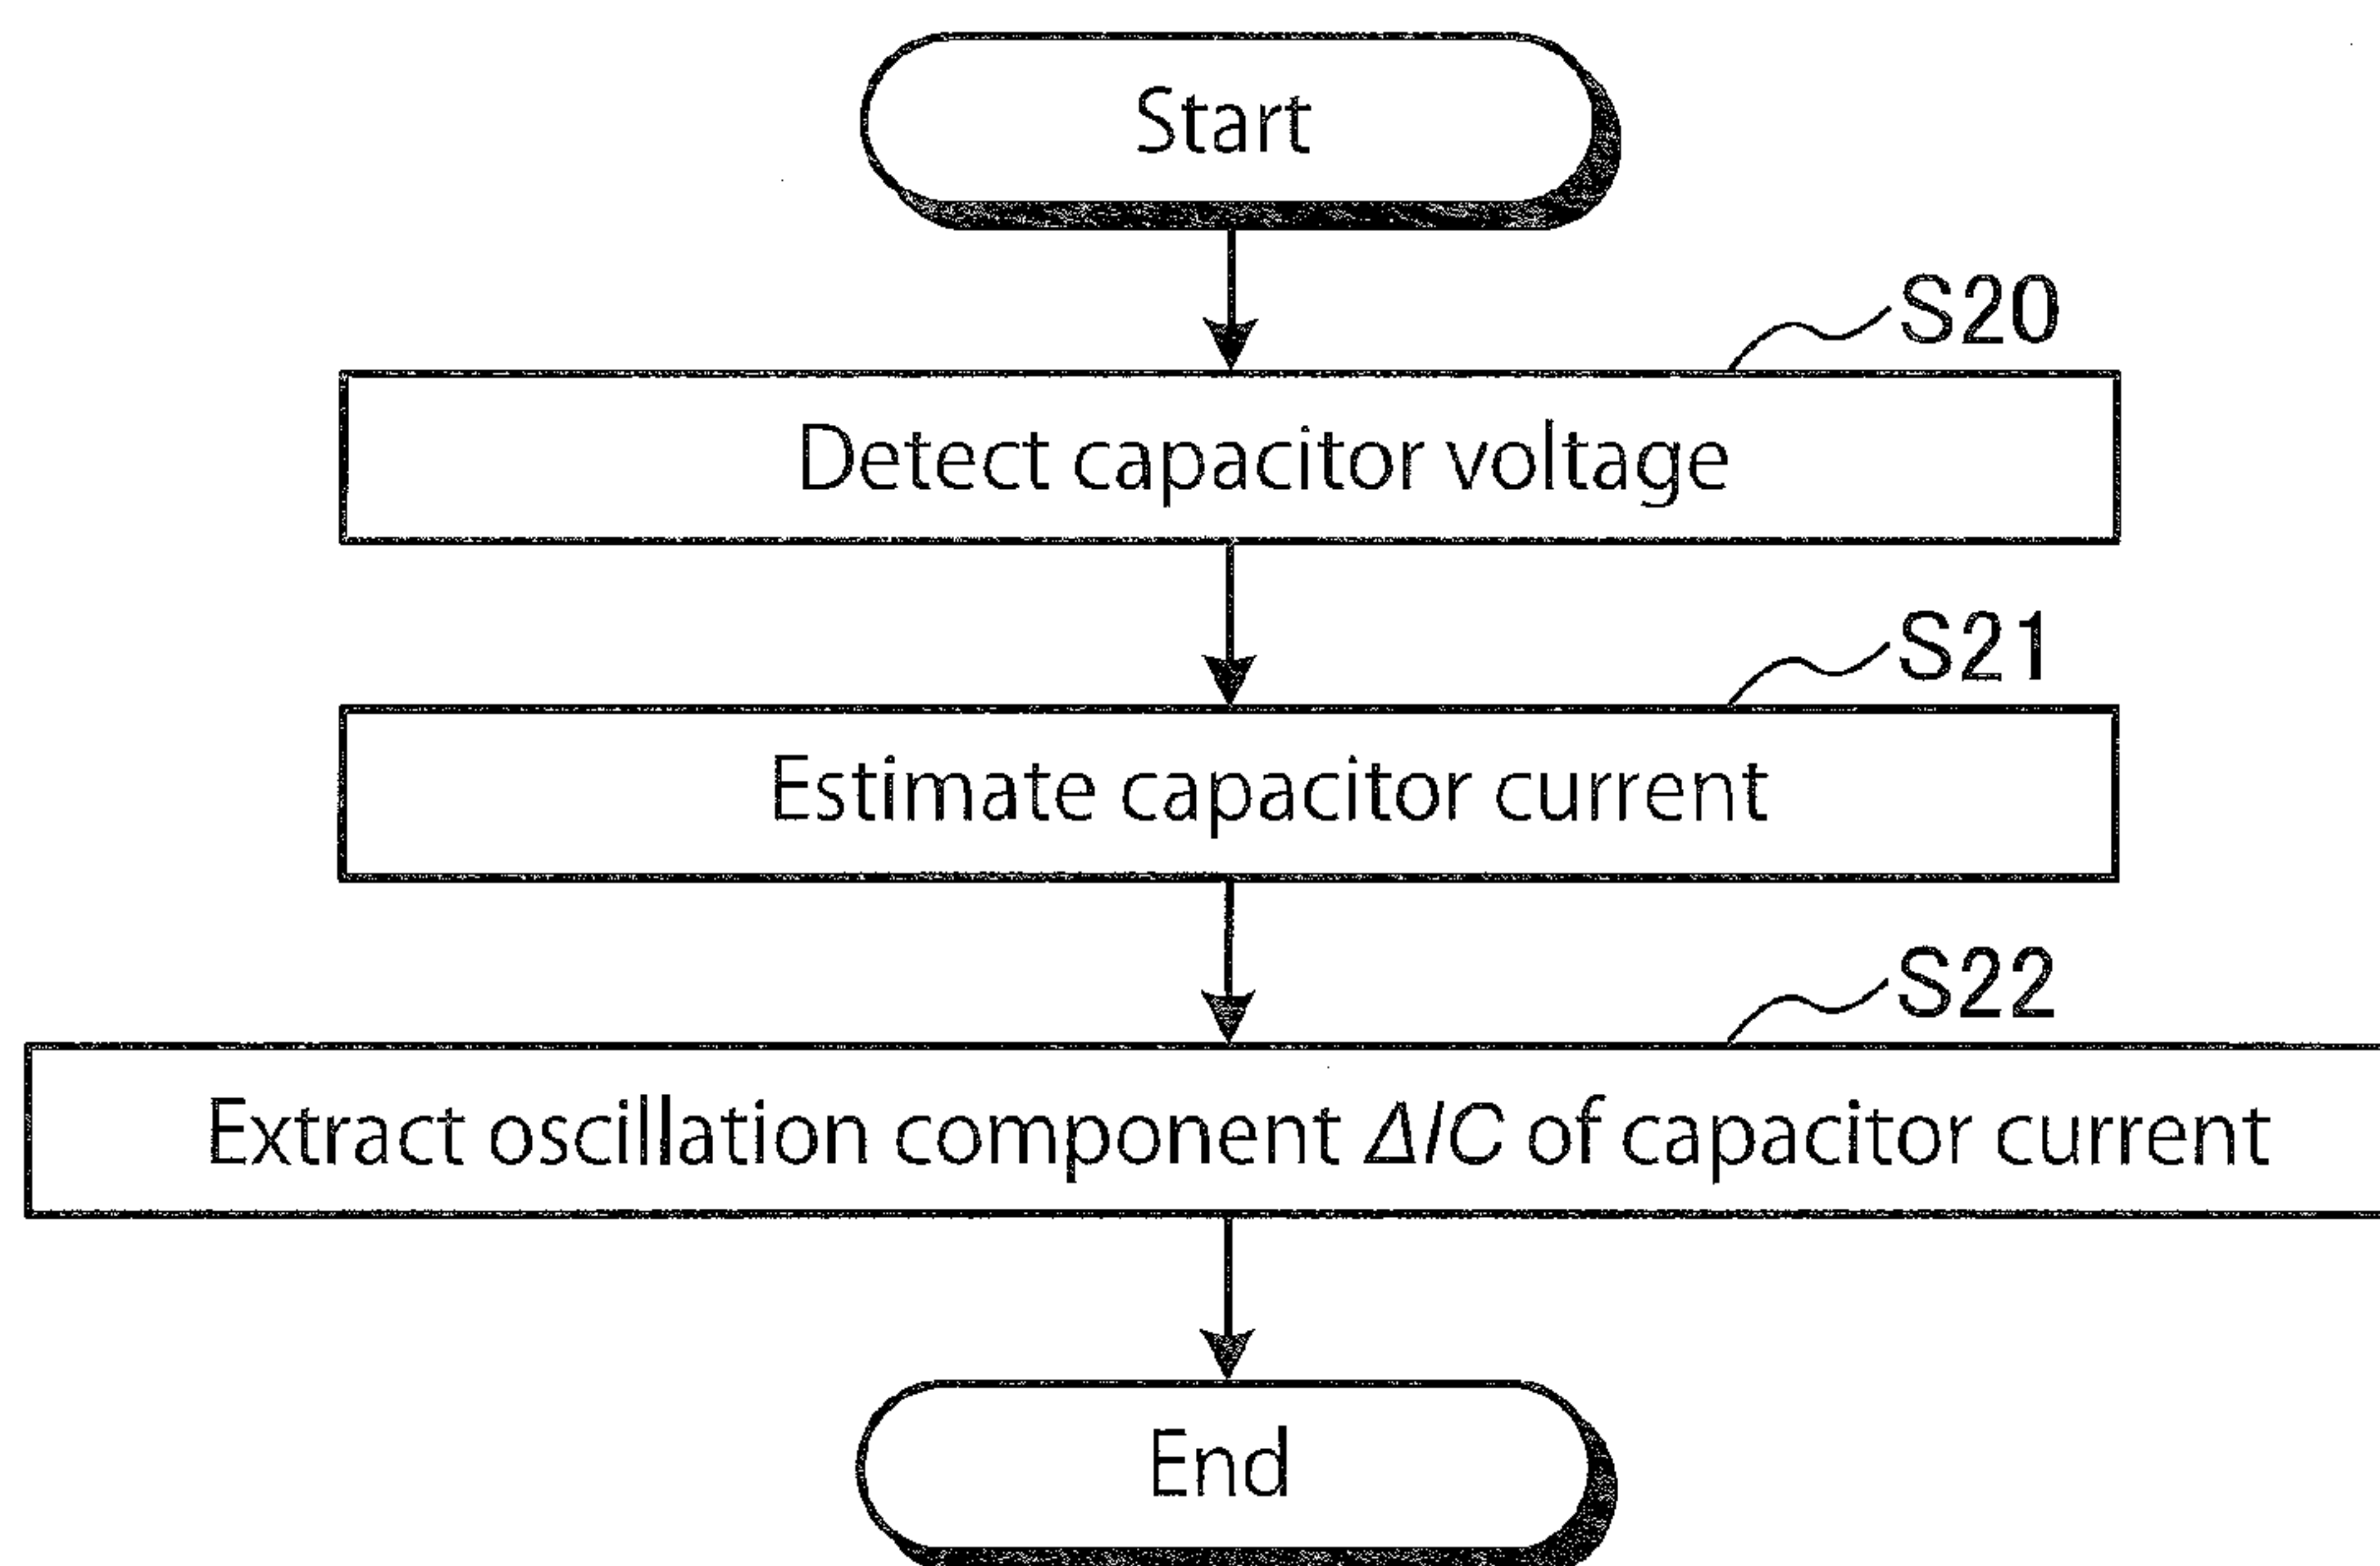 Start
S20
Detect capacitor voltage
S21
Estimate capacitor current
S22
Extract oscillation component ΔIC of capacitor current
End